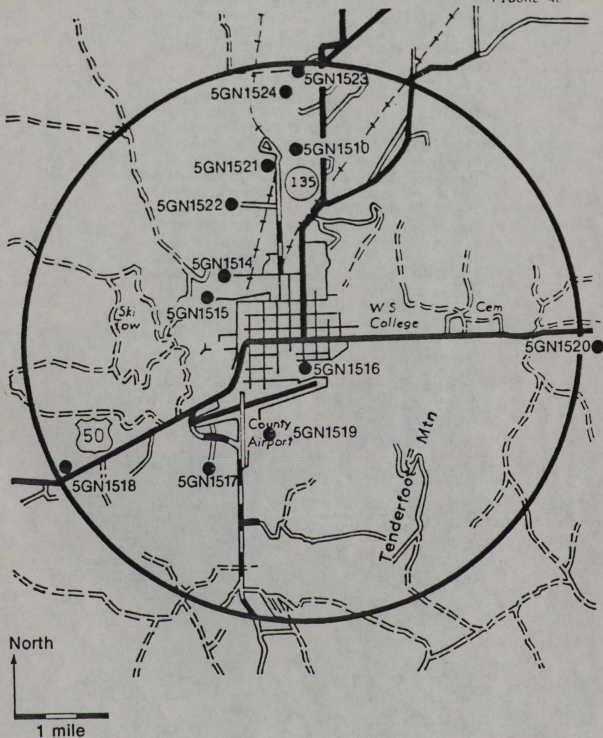 5GN1523
5GN1524
5GN1510
5GN1521
135
5GN1522
5GN1514
5GN1515
Ski
Tow
W S
College
Cem
5GN1520
5GN1516
50
County
Airport
5GN1519
5GN1518
5GN1517
Tenderfoot Mtn
North
1 mile